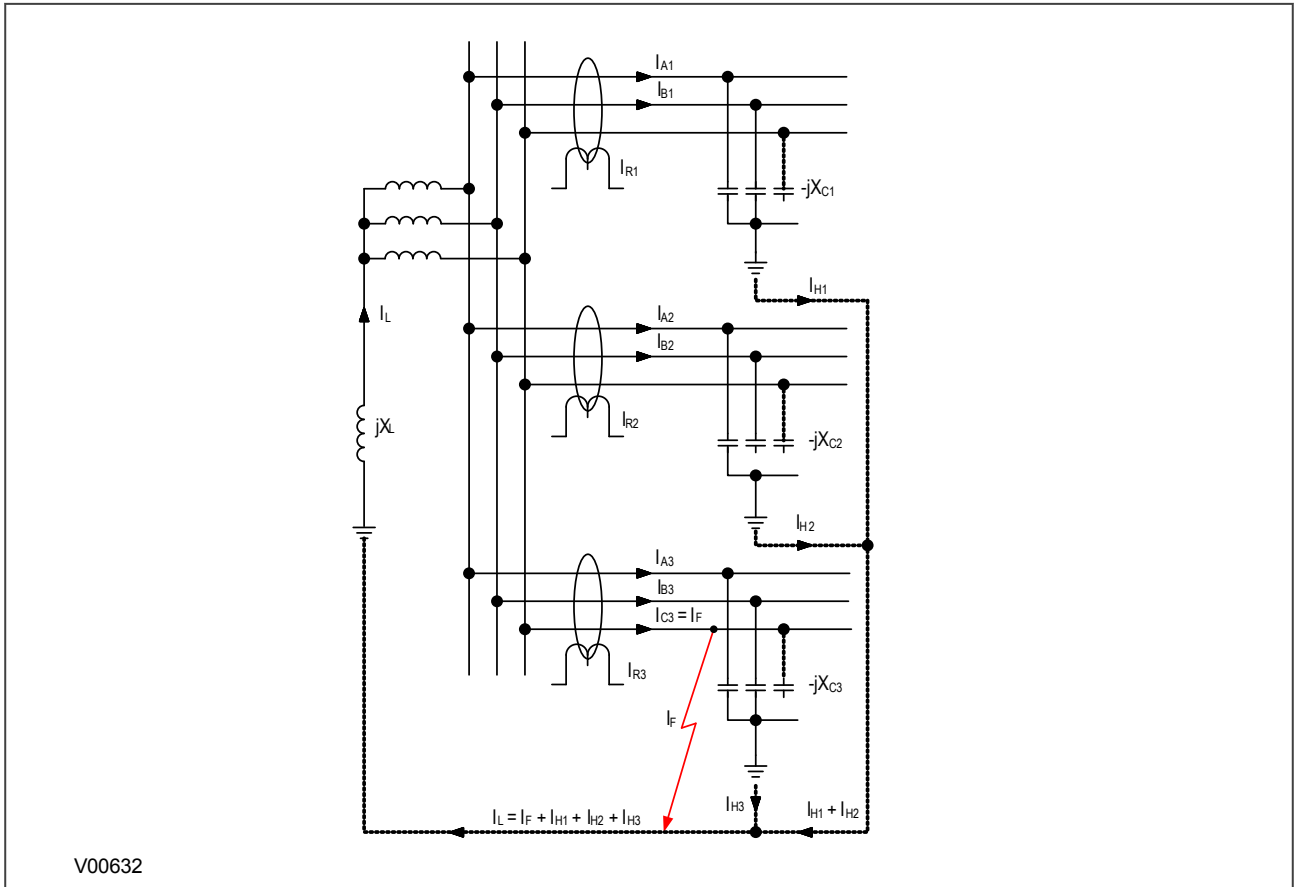 IA1
IB1
IR1
-jXC1
IH1
IL
IA2
IB2
jXL
IR2
-jXC2
IH2
IA3
IB3
IC3 = IF
IR3
-jXC3
IF
IH3
IH1 + IH2
IL = IF + IH1 + IH2 + IH3
V00632